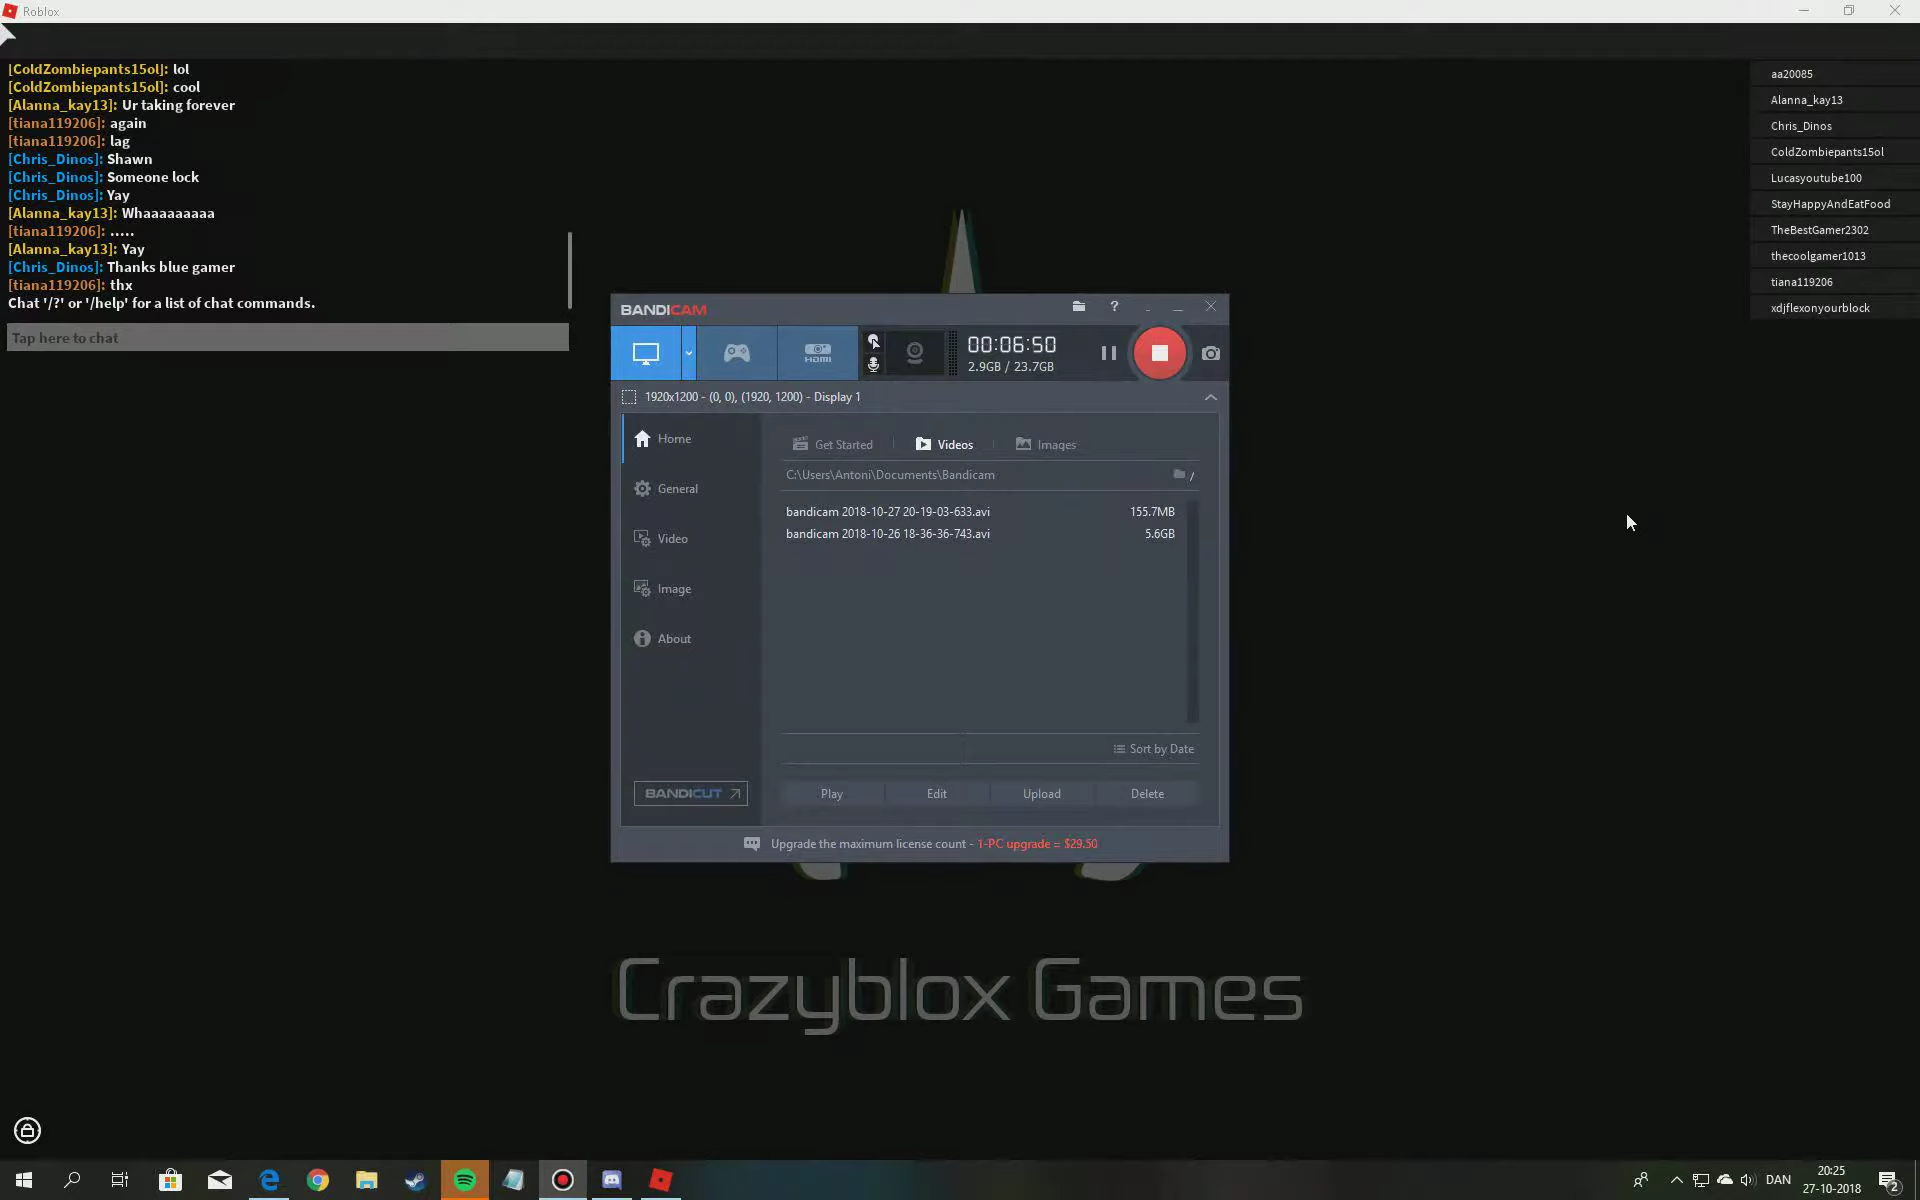 Roblox
[ColdZombiepants15ol]: lol
[ColdZombiepants15ol]: cool
[Alanna_kay13]: Ur taking forever
[tiana119206]: again
[tiana119206]: lag
[Chris_Dinos]: Shawn
[Chris_Dinos]: Someone lock
[Chris_Dinos]: Yay
[Alanna_kay13]: Whaaaaaaaaa
[tiana119206]: .....
[Alanna_kay13]: Yay
[Chris_Dinos]: Thanks blue gamer
[tiana119206]: thx
Chat '/?' or '/help' for a list of chat commands.
Tap here to chat
aa20085
Alanna_kay13
Chris_Dinos
ColdZombiepants15ol
Lucasyoutube100
StayHappyAndEatFood
TheBestGamer2302
thecoolgamer1013
tiana119206
xdjflexonyourblock
BANDICAM
?
HDMI
00:06:50
2.9GB / 23.7GB
1920x1200 - (0, 0), (1920, 1200) - Display 1
Home
General
Video
Image
About
BANDICUT
Get Started
Videos
Images
C:\Users\Antoni\Documents\Bandicam
/
bandicam 2018-10-27 20-19-03-633.avi 155.7MB
bandicam 2018-10-26 18-36-36-743.avi 5.6GB
Sort by Date
Play Edit Upload Delete
Upgrade the maximum license count - 1-PC upgrade = $29.50
Crazyblox Games
DAN
20:25
27-10-2018
2